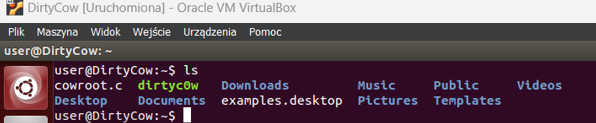 DirtyCow [Uruchomiona] - Oracle VM VirtualBox
Plik Maszyna Widok Wejście Urządzenia Pomoc
user@DirtyCow: ~
user@DirtyCow:~$ ls
cowroot.c dirtyc0w Downloads Music Public Videos
Desktop Documents examples.desktop Pictures Templates
user@DirtyCow:~$